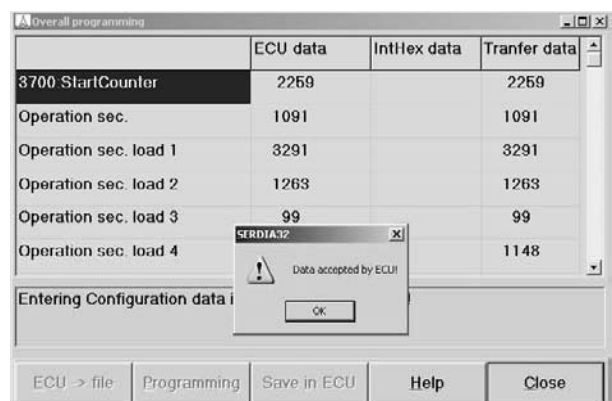 Overall programming
ECU data IntHex data Tranfer data
3700 StartCounter 2259 2259
Operation sec. 1091 1091
Operation sec. load 1 3291 3291
Operation sec. load 2 1263 1263
Operation sec. load 3 99 99
Operation sec. load 4 1148
SERDIA32
Data accepted by ECU!
OK
Entering Configuration data
ECU -> file Programming Save in ECU Help Close